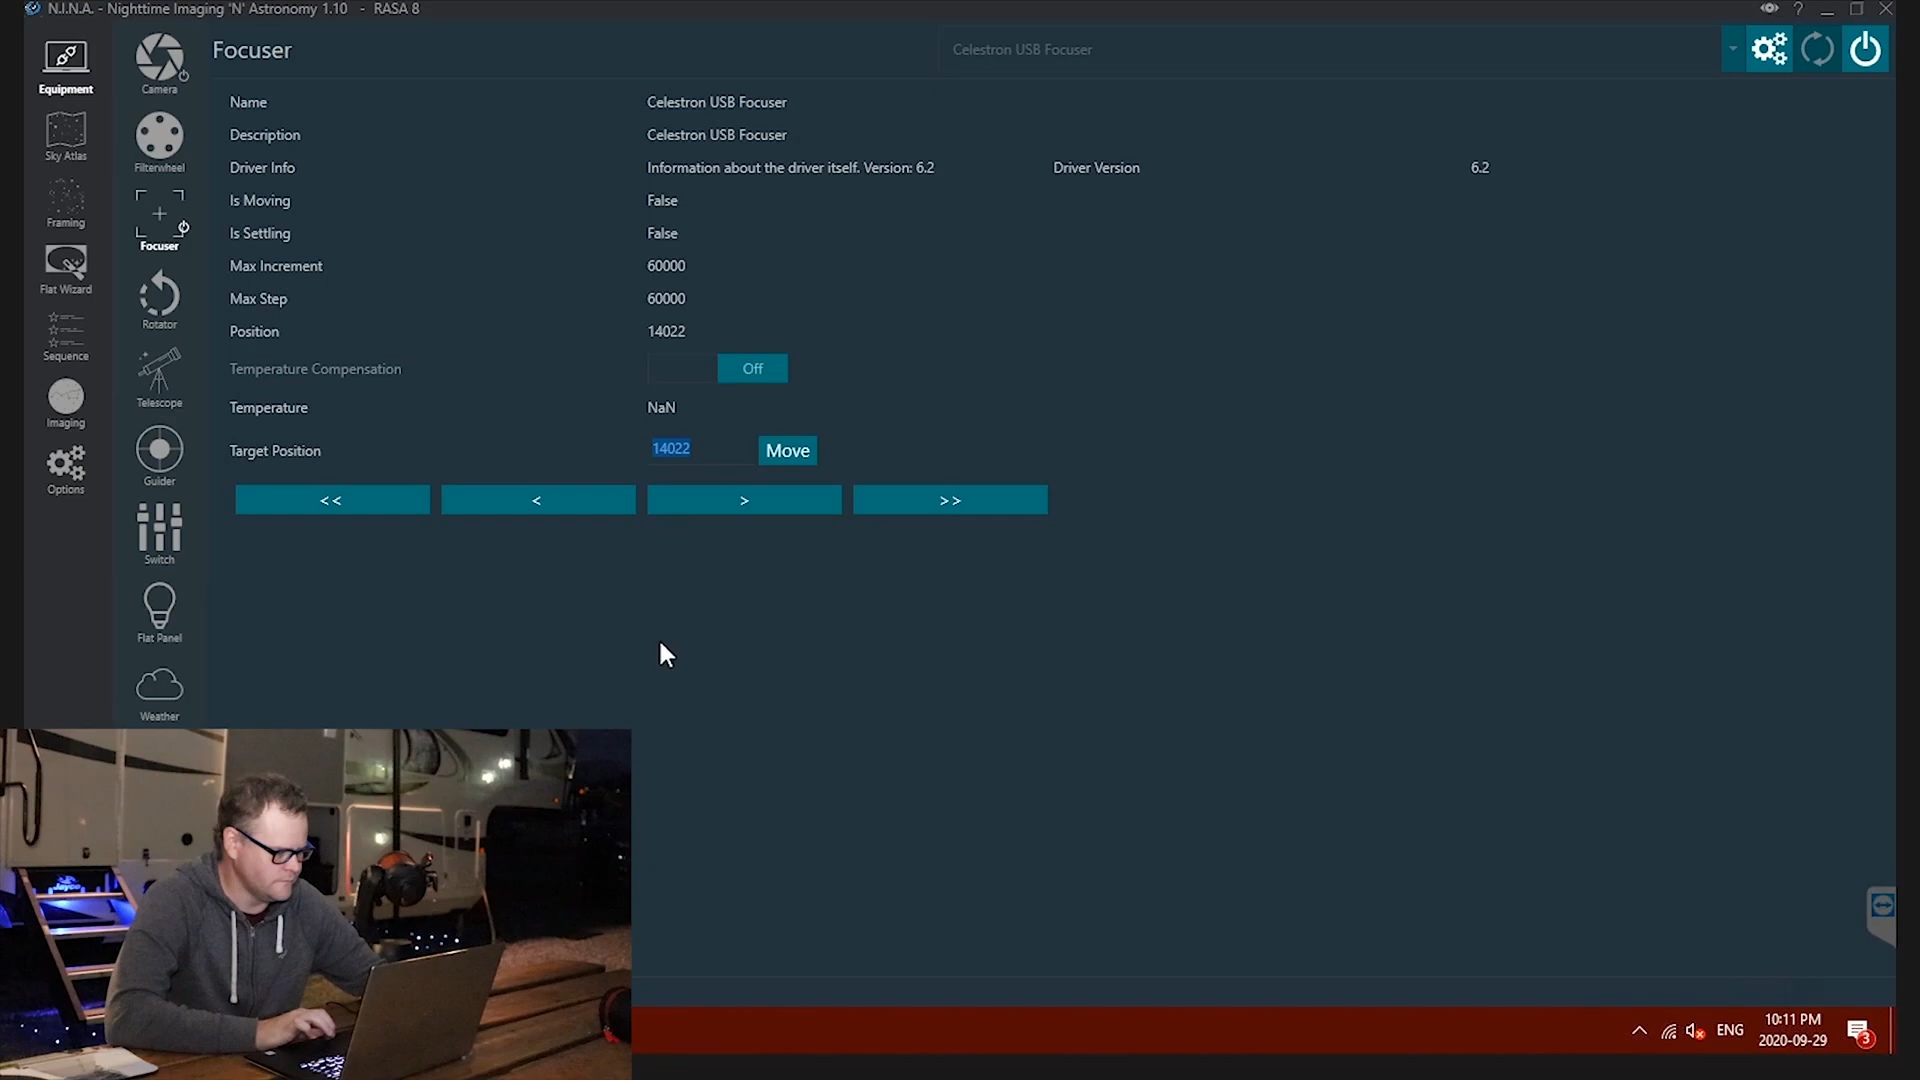 N.I.N.A. - Nighttime Imaging 'N' Astronomy 1.10 - RASA 8
Equipment
Sky Atlas
Framing
Flat Wizard
Sequence
Imaging
Options
Camera
Filterwheel
Focuser
Rotator
Telescope
Guider
Switch
Flat Panel
Weather
Focuser
Celestron USB Focuser
Name Celestron USB Focuser
Description Celestron USB Focuser
Driver Info Information about the driver itself. Version: 6.2 Driver Version 6.2
Is Moving False
Is Settling False
Max Increment 60000
Max Step 60000
Position 14022
Temperature Compensation Off
Temperature NaN
Target Position 14022 Move
<< < > >>
Jayco
ENG
10:11 PM
2020-09-29
3